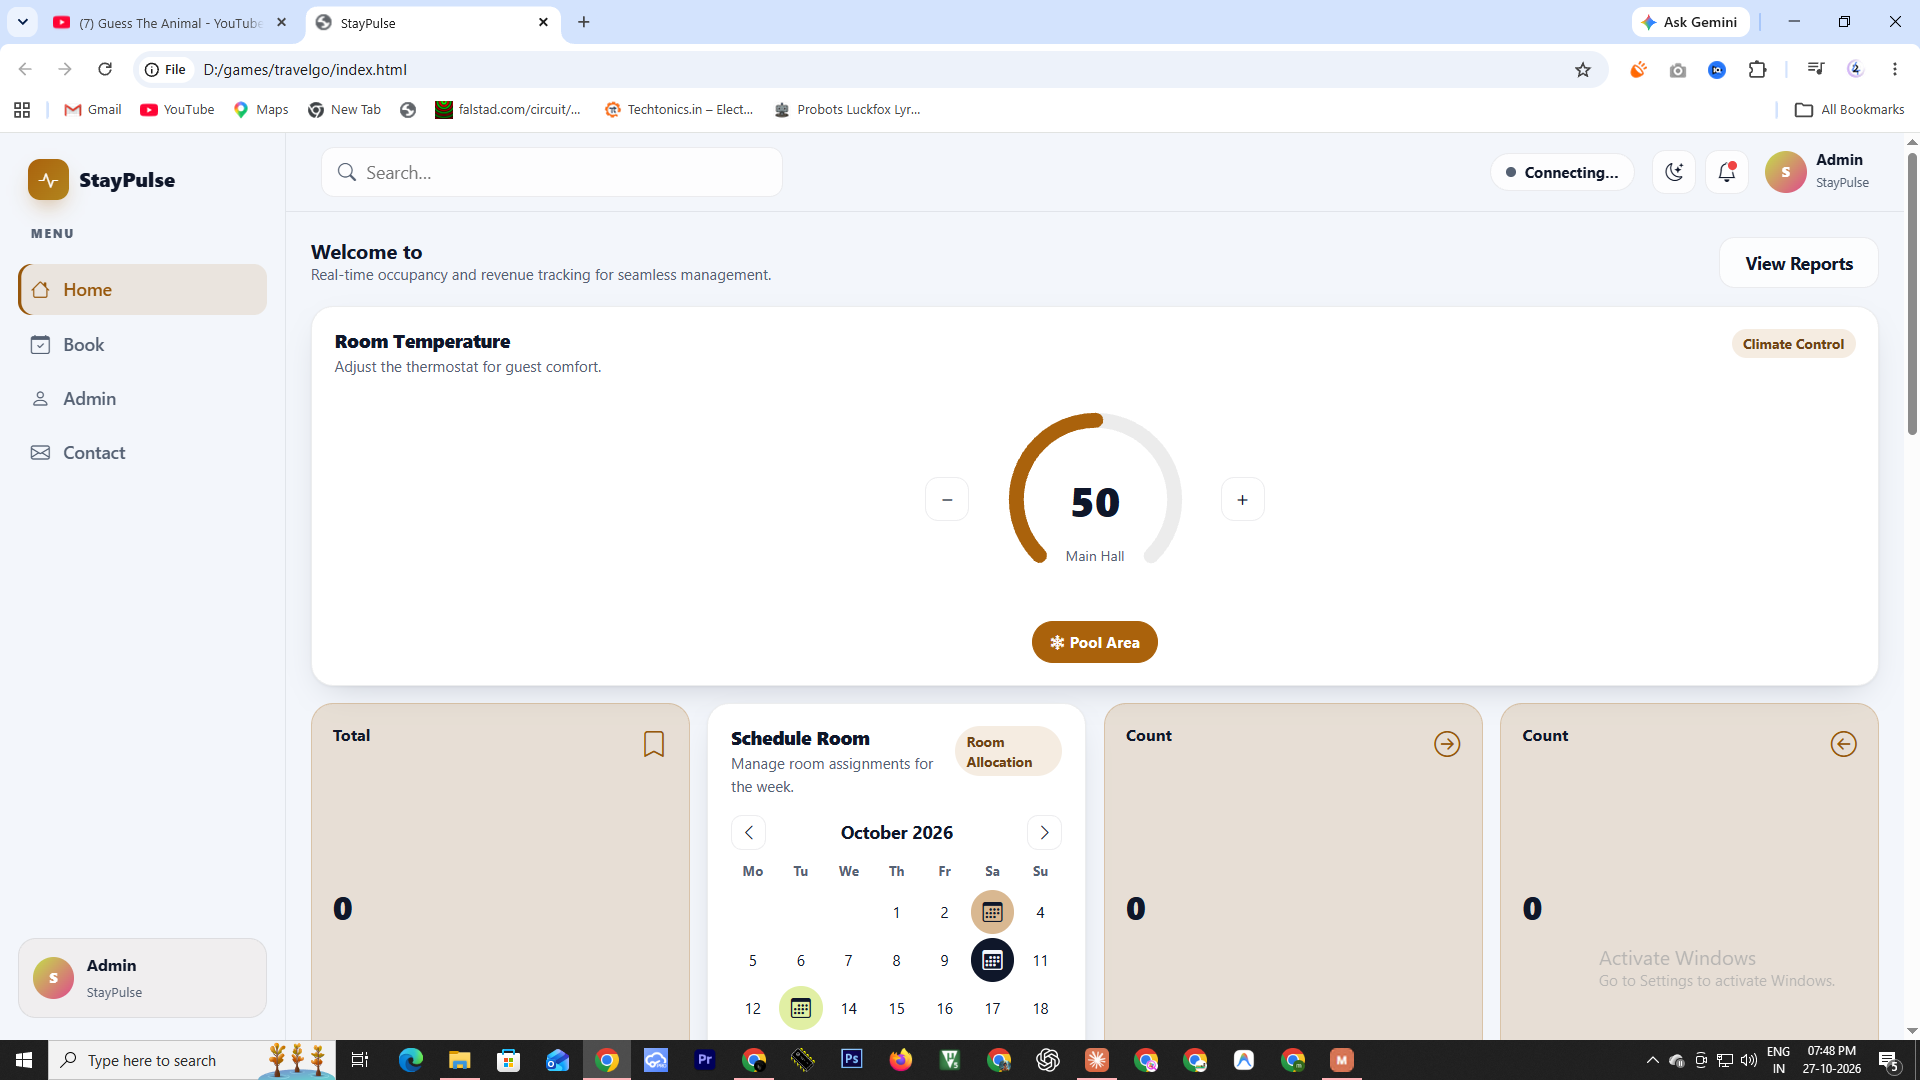 (7) Guess The Animal - YouTube
StayPulse
Ask Gemini
File
D:/games/travelgo/index.html
Gmail
YouTube
Maps
New Tab
falstad.com/circuit/...
Techtonics.in – Elect...
Probots Luckfox Lyr...
All Bookmarks
StayPulse
Search...
Connecting...
S
Admin
StayPulse
MENU
Home
Book
Admin
Contact
Welcome to
Real-time occupancy and revenue tracking for seamless management.
View Reports
Room Temperature
Adjust the thermostat for guest comfort.
Climate Control
−
50
+
Main Hall
Pool Area
Total
0
Schedule Room
Manage room assignments for
the week.
Room
Allocation
October 2026
Mo Tu We Th Fr Sa Su
1 2 4
5 6 7 8 9 11
12 14 15 16 17 18
Count
0
Count
0
Activate Windows
Go to Settings to activate Windows.
S
Admin
StayPulse
Type here to search
Pr
Ps
M
ENG
IN
07:48 PM
27-10-2026
5